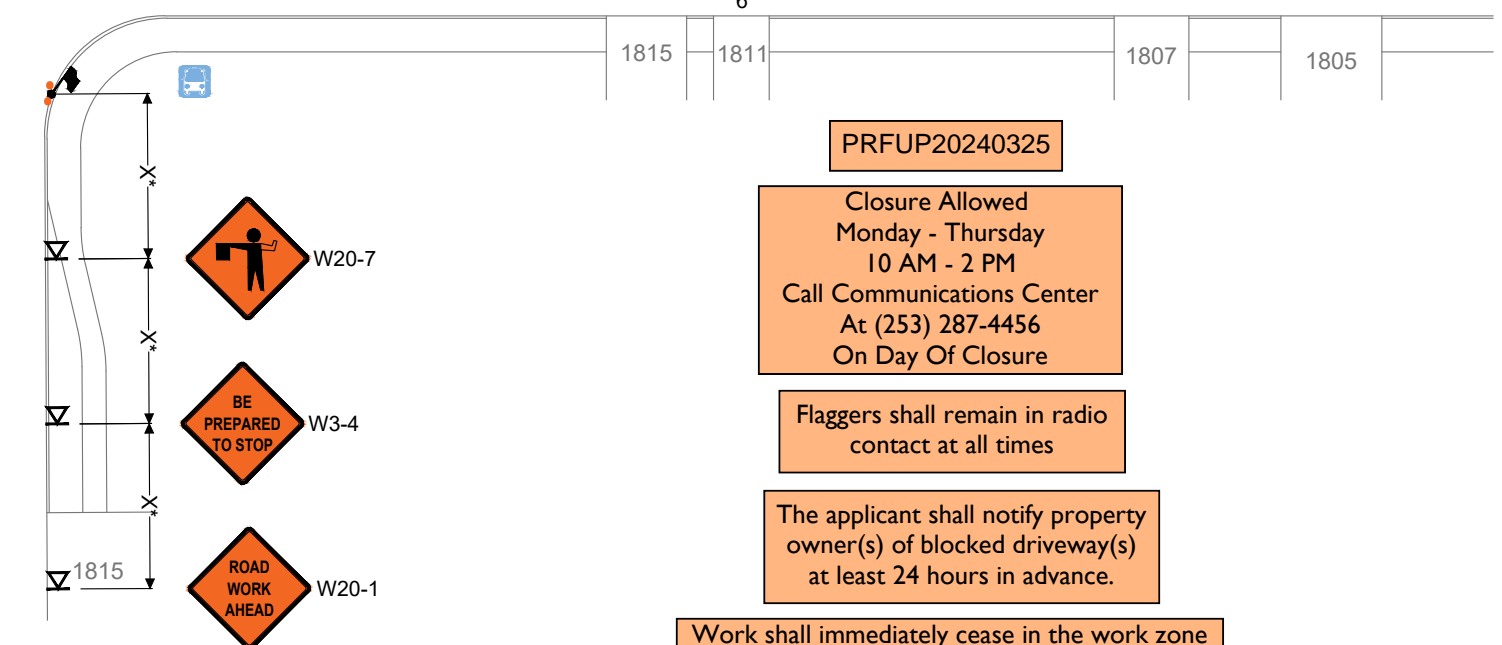 6
1815
1811
1807
1805
PRFUP20240325
Closure Allowed
Monday - Thursday
10 AM - 2 PM
Call Communications Center
At (253) 287-4456
On Day Of Closure
X*
W20-7
X*
BE
PREPARED
TO STOP
W3-4
Flaggers shall remain in radio
contact at all times
X*
The applicant shall notify property
owner(s) of blocked driveway(s)
at least 24 hours in advance.
1815
ROAD
WORK
AHEAD
W20-1
Work shall immediately cease in the work zone